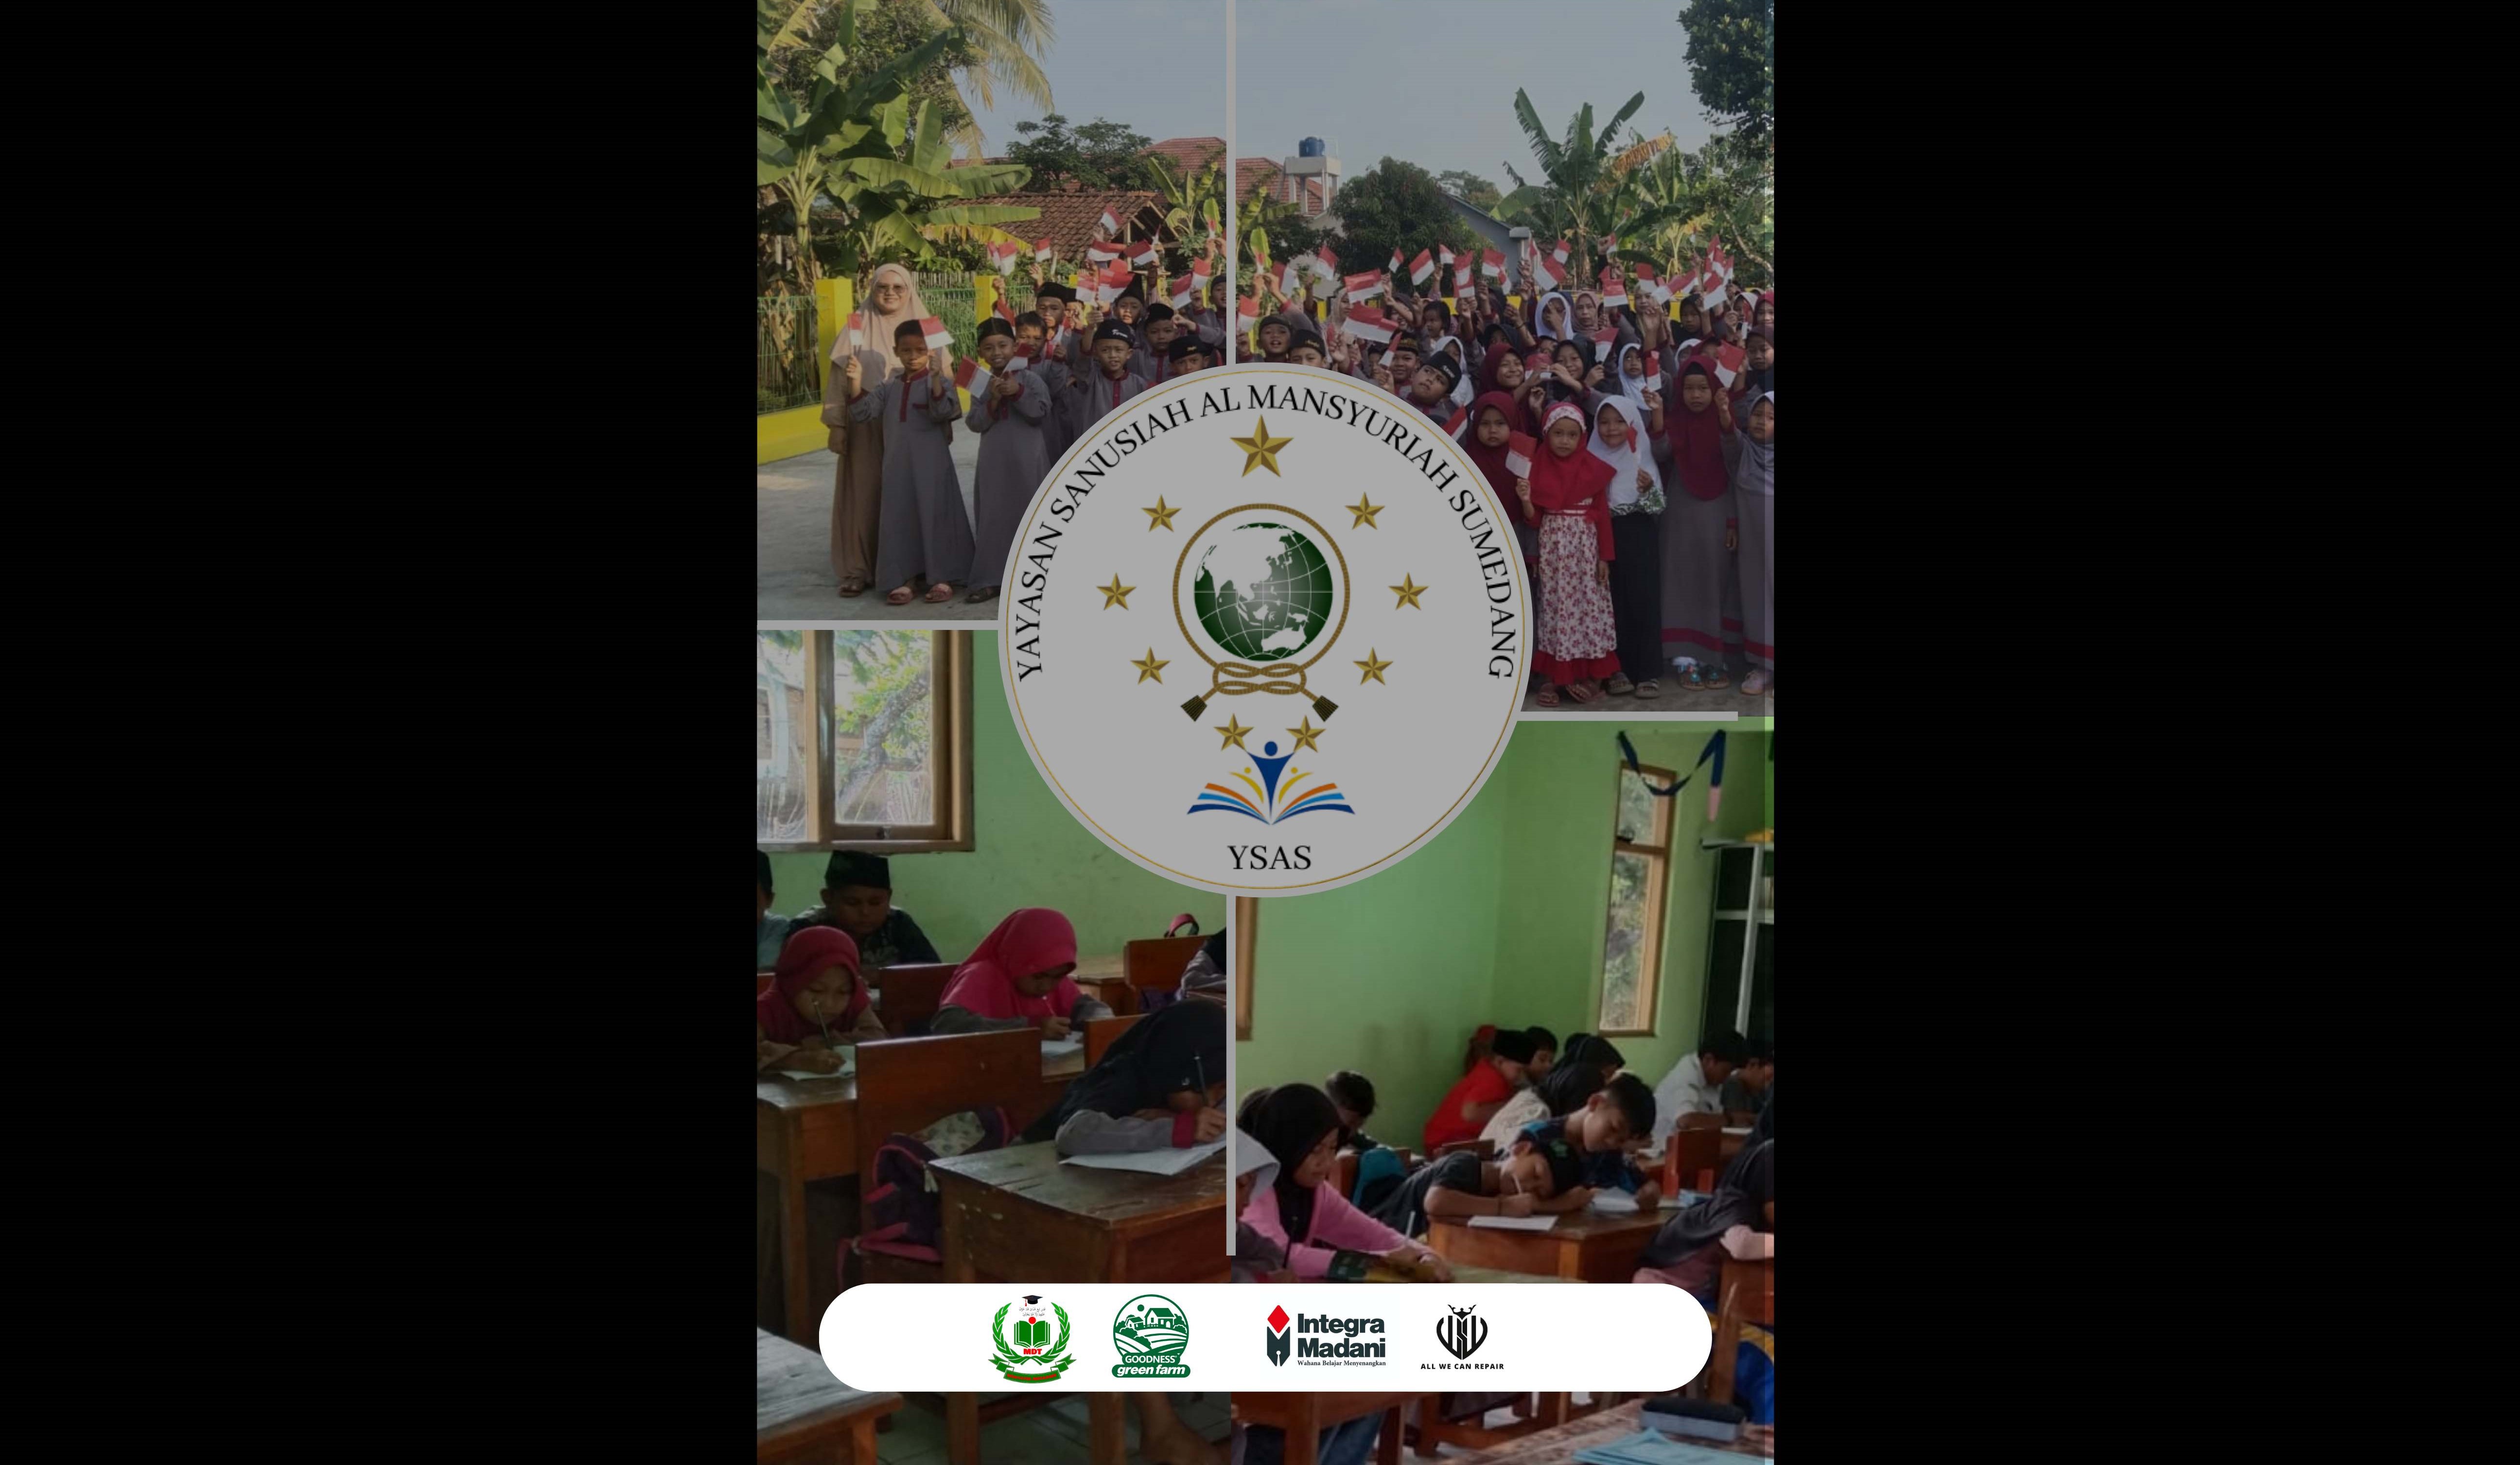 YAYASAN SANUSIAH AL MANSYURIAH SUMEDANG
YSAS
MDT
GOODNESS
green farm
Integra
Madani
Wahana Belajar Menyenangkan
ALL WE CAN REPAIR